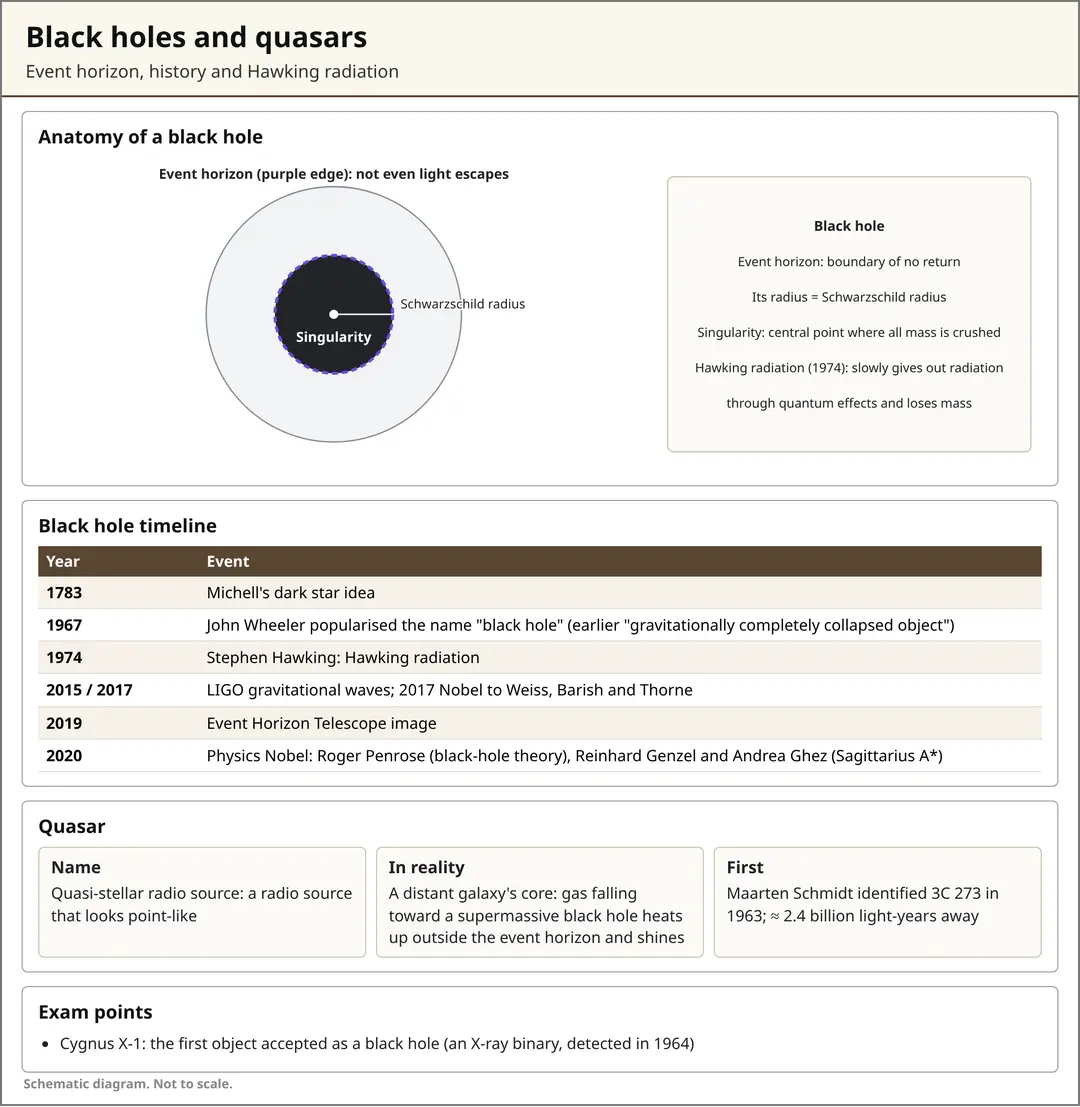 Black holes and quasars
Event horizon, history and Hawking radiation
Anatomy of a black hole
Event horizon (purple edge): not even light escapes
Schwarzschild radius
Singularity
Black hole
Event horizon: boundary of no return
Its radius = Schwarzschild radius
Singularity: central point where all mass is crushed
Hawking radiation (1974): slowly gives out radiation
through quantum effects and loses mass
Black hole timeline
Year Event
1783 Michell's dark star idea
1967 John Wheeler popularised the name "black hole" (earlier "gravitationally completely collapsed object")
1974 Stephen Hawking: Hawking radiation
2015 / 2017 LIGO gravitational waves; 2017 Nobel to Weiss, Barish and Thorne
2019 Event Horizon Telescope image
2020 Physics Nobel: Roger Penrose (black-hole theory), Reinhard Genzel and Andrea Ghez (Sagittarius A*)
Quasar
Name
Quasi-stellar radio source: a radio source
that looks point-like
In reality
A distant galaxy's core: gas falling
toward a supermassive black hole heats
up outside the event horizon and shines
First
Maarten Schmidt identified 3C 273 in
1963; ≈ 2.4 billion light-years away
Exam points
• Cygnus X-1: the first object accepted as a black hole (an X-ray binary, detected in 1964)
Schematic diagram. Not to scale.